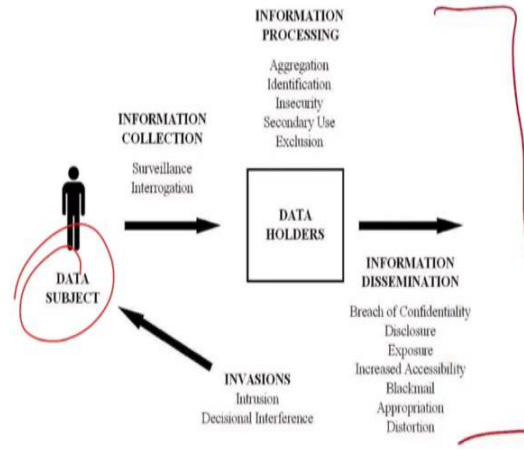 INFORMATION
PROCESSING
Aggregation
Identification
Insecurity
Secondary Use
Exclusion
INFORMATION
COLLECTION
Surveillance
Interrogation
DATA
HOLDERS
DATA
SUBJECT
INFORMATION
DISSEMINATION
Breach of Confidentiality
Disclosure
Exposure
Increased Accessibility
Blackmail
Appropriation
Distortion
INVASIONS
Intrusion
Decisional Interference